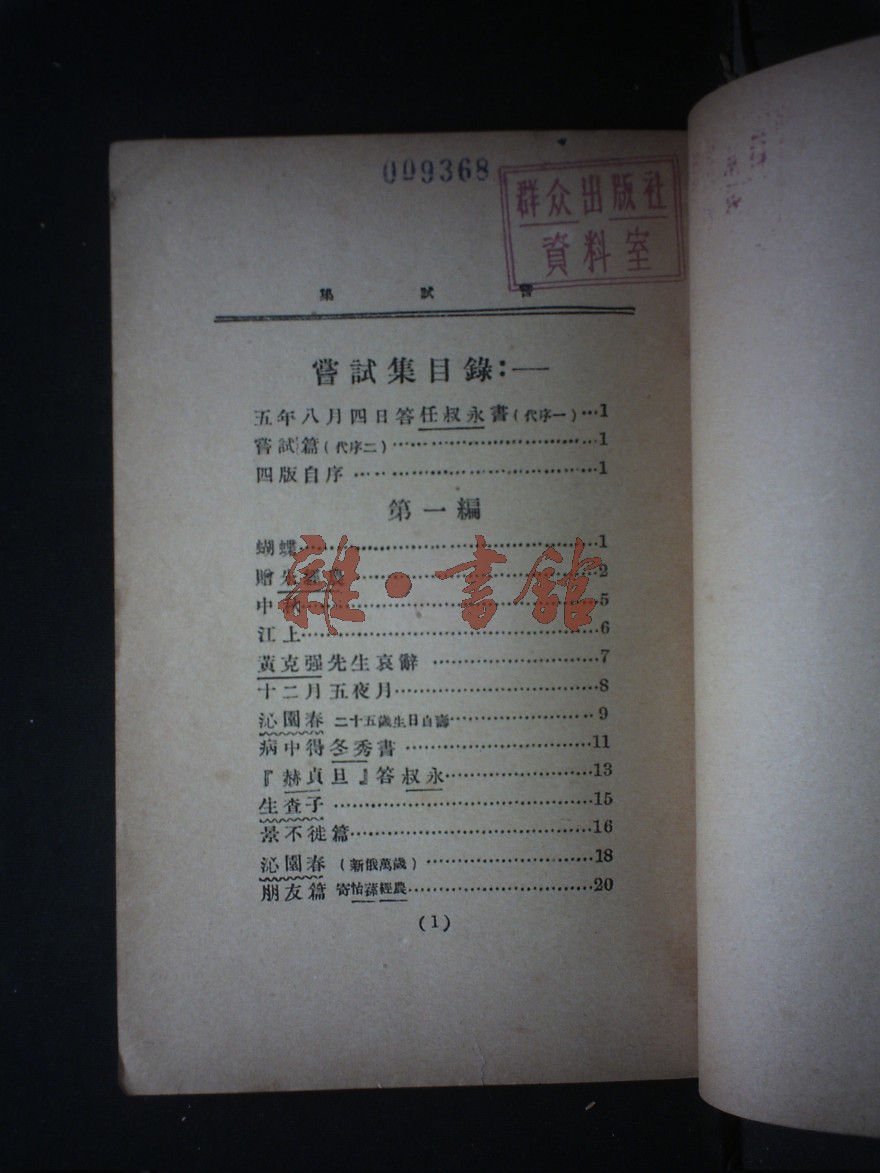 009368
群众出版社
資料室
集 試 嘗
嘗試集目錄：—
五年八月四日答任叔永書(代序一)…1
嘗試篇(代序二)…1
四版自序…1
第一編
蝴蝶…1
贈朱經農…2
中秋…5
江上…6
黃克强先生哀辭…7
十二月五夜月…8
沁園春 二十五歲生日自壽…9
病中得冬秀書…11
『赫貞旦』答叔永…13
生查子…15
景不徙篇…16
沁園春 (新俄萬歲)…18
朋友篇 寄怡蓀經農…20
(1)
雜·書館